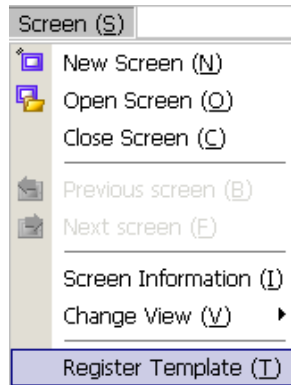 Screen (S)
New Screen (N)
Open Screen (O)
Close Screen (C)
Previous screen (B)
Next screen (F)
Screen Information (I)
Change View (V)
Register Template (T)